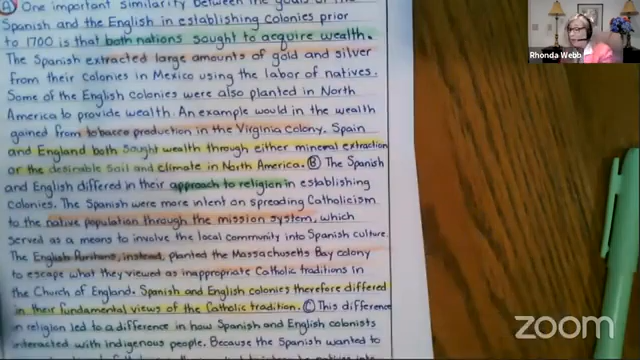 (A) One important similarity between the goals of the
Spanish and the English in establishing colonies prior
to 1700 is that both nations sought to acquire wealth.
The Spanish extracted large amounts of gold and silver
from their colonies in Mexico using the labor of natives.
Some of the English colonies were also planted in North
America to provide wealth. An example would in the wealth
gained from tobacco production in the Virginia colony. Spain
and England both sought wealth through either mineral extraction
or the desirable soil and climate in North America. (B) The Spanish
and English differed in their approach to religion in establishing
colonies. The Spanish were more intent on spreading Catholicism
to the native population through the mission system, which
served as a means to involve the local community into Spanish culture.
The English Puritans, instead, planted the Massachusetts Bay colony
to escape what they viewed as inappropriate Catholic traditions in
the Church of England. Spanish and English colonies therefore differed
in their fundamental views of the Catholic tradition. (C) This difference
in religion led to a difference in how Spanish and English colonists
interacted with indigenous people. Because the Spanish wanted to
Rhonda Webb
zoom